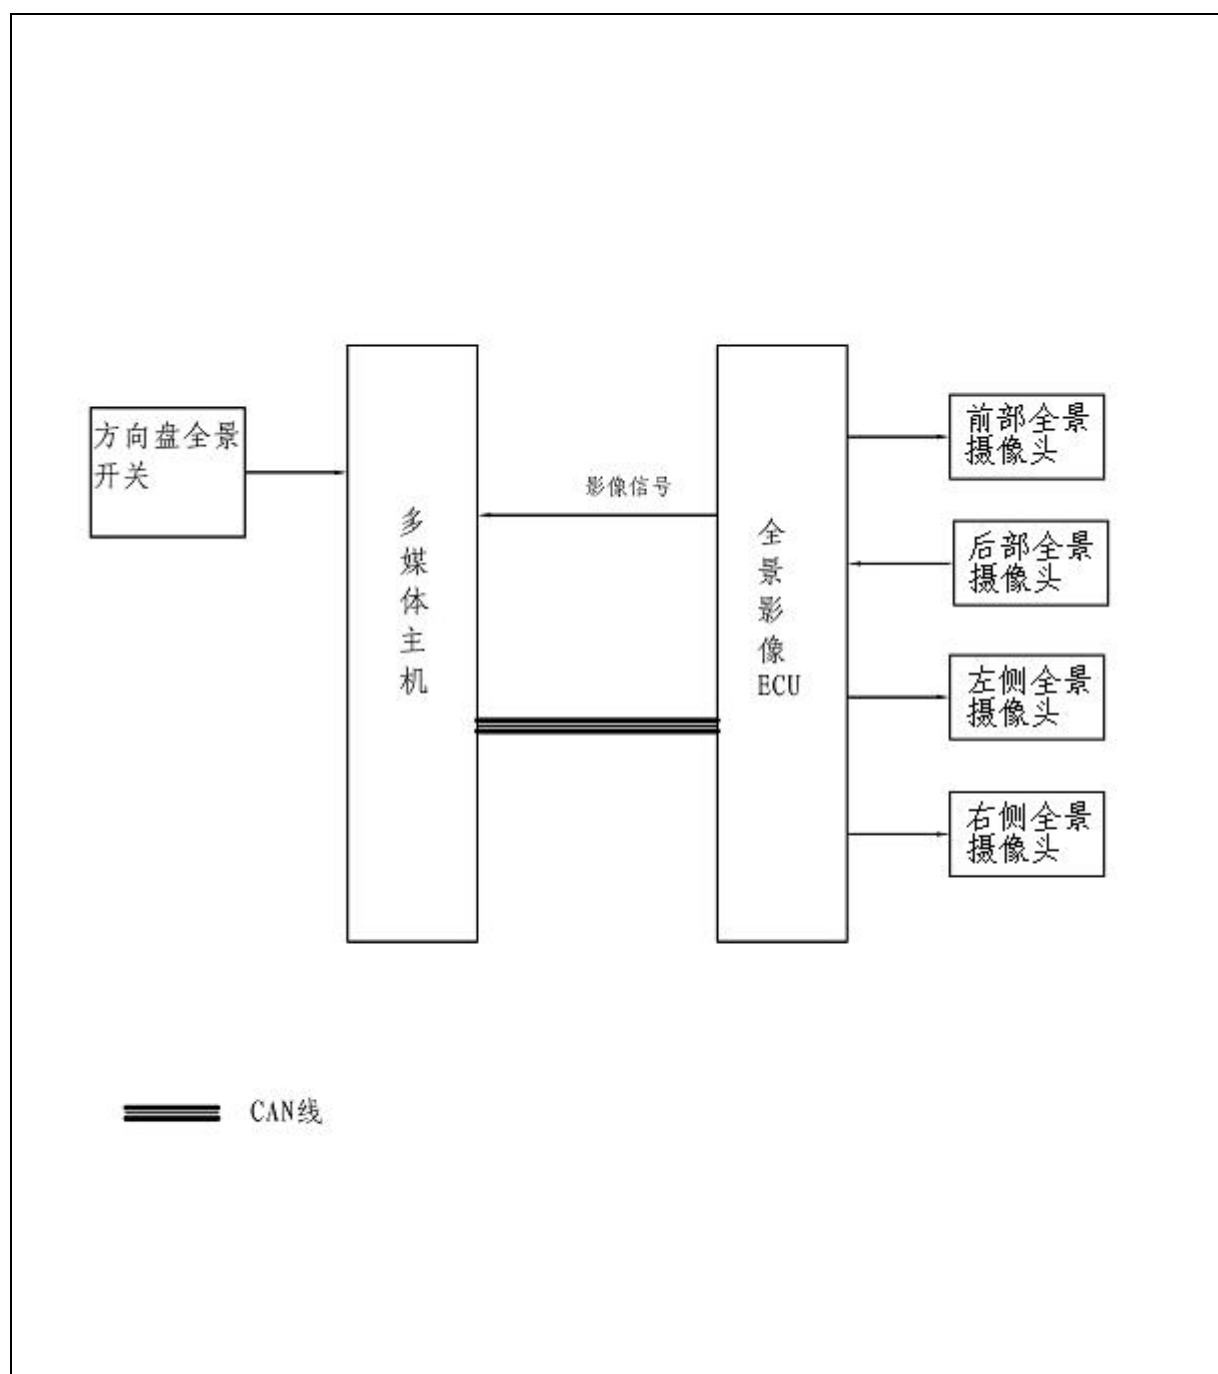 方向盘全景
开关
多
媒
体
主
机
影像信号
全
景
影
像
ECU
前部全景
摄像头
后部全景
摄像头
左侧全景
摄像头
右侧全景
摄像头
CAN线